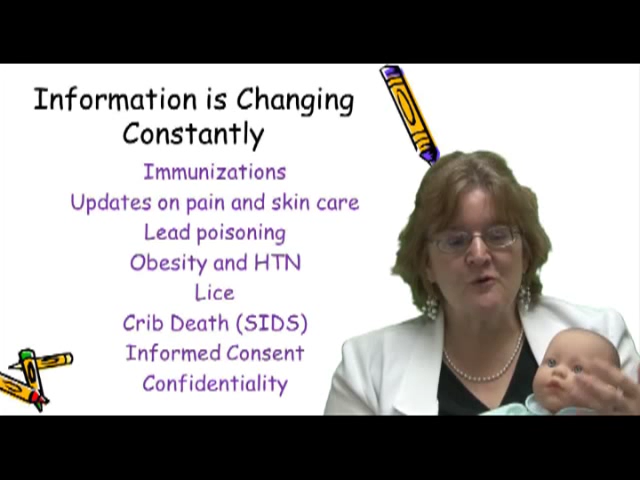 Information is Changing
Constantly
Immunizations
Updates on pain and skin care
Lead poisoning
Obesity and HTN
Lice
Crib Death (SIDS)
Informed Consent
Confidentiality